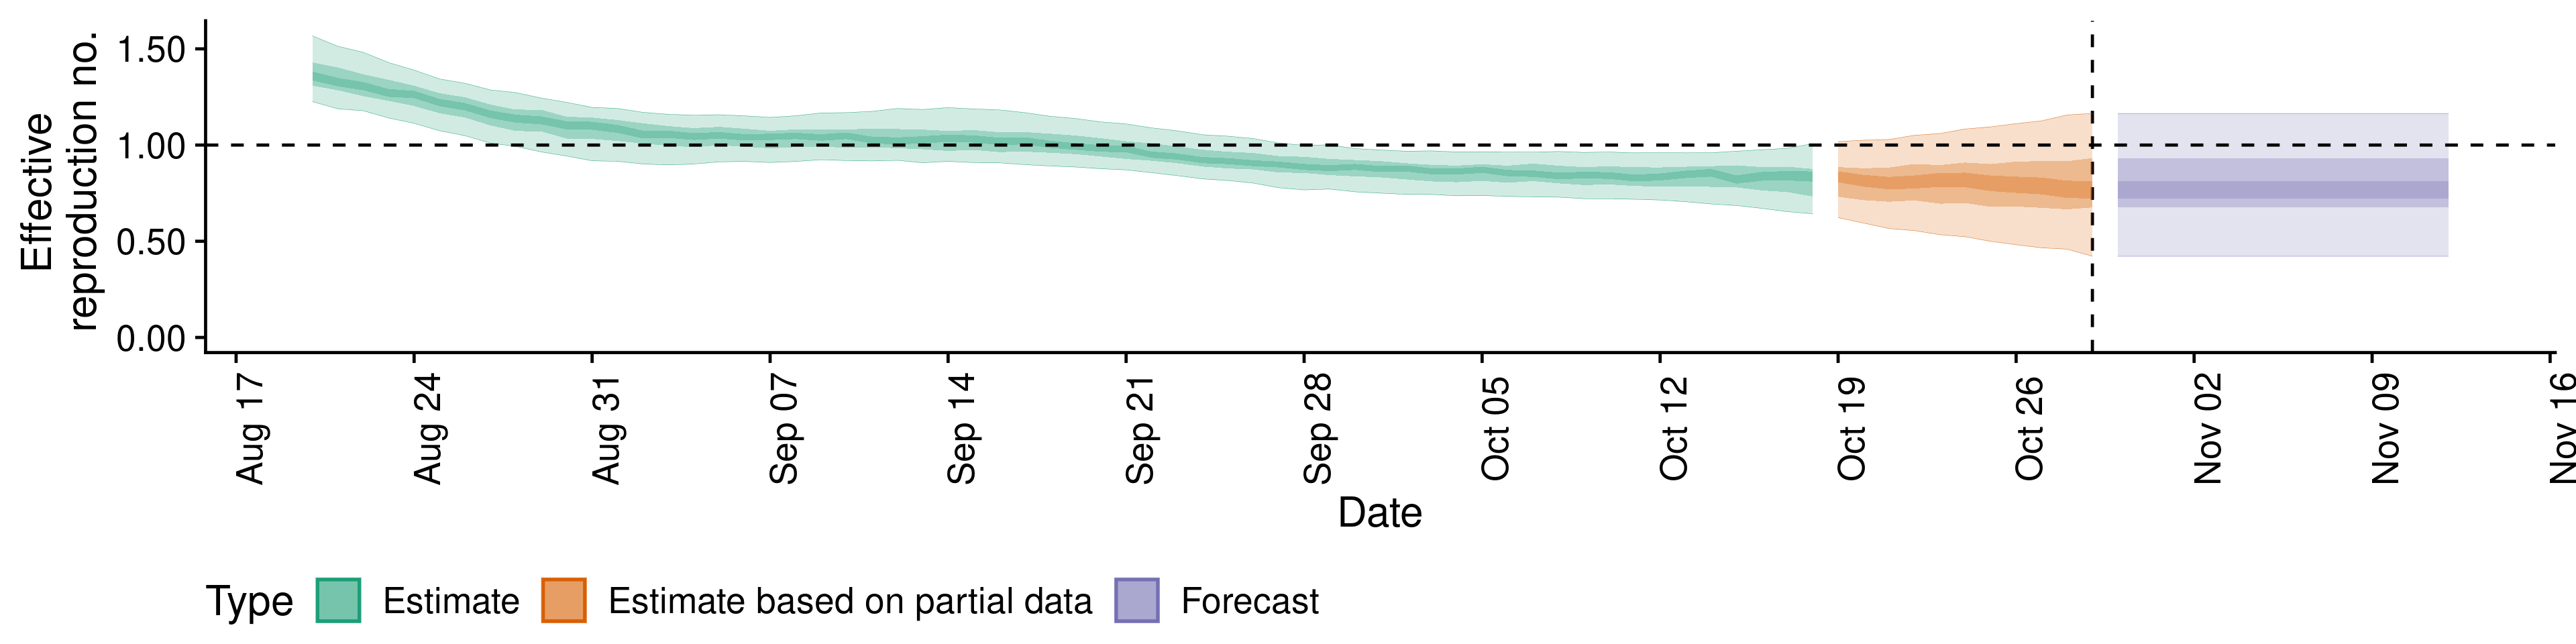 Effective
reproduction no.
1.50
1.00
0.50
0.00
Aug 17
Aug 24
Aug 31
Sep 07
Sep 14
Sep 21
Sep 28
Oct 05
Oct 12
Oct 19
Oct 26
Nov 02
Nov 09
Nov 16
Date
Type Estimate Estimate based on partial data Forecast